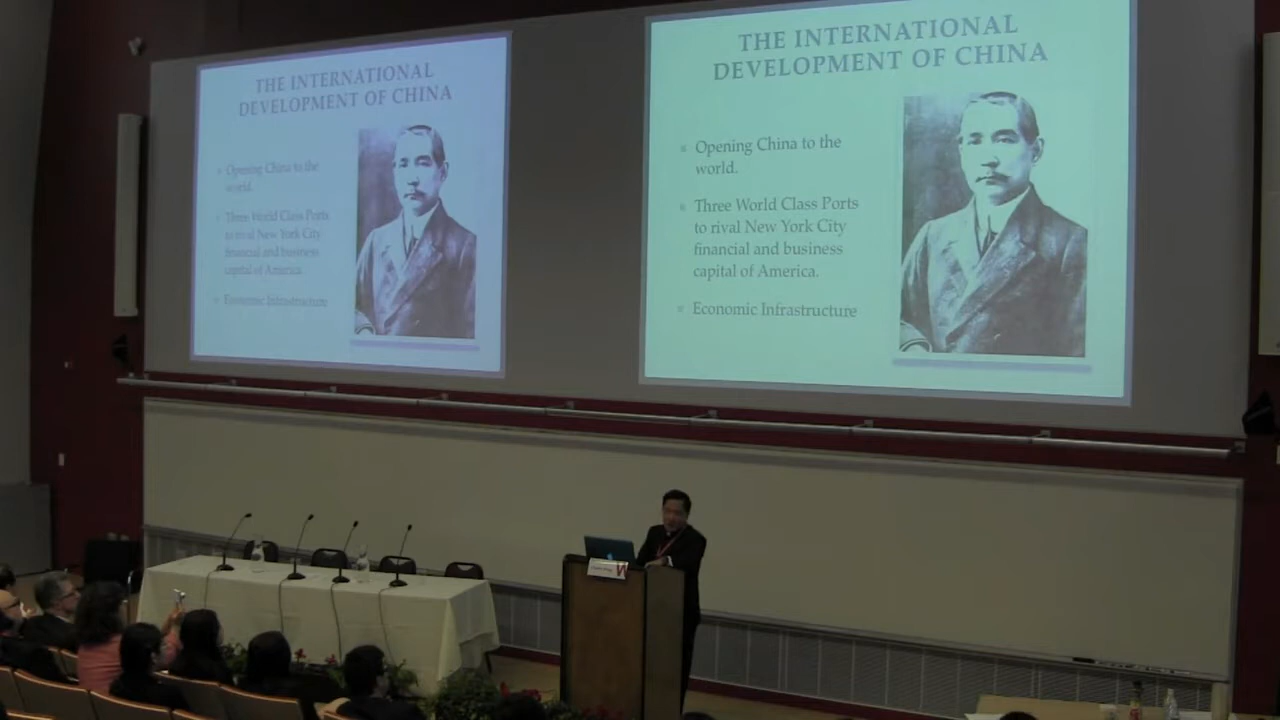 THE INTERNATIONAL
DEVELOPMENT OF CHINA
Opening China to the
world.
Three World Class Ports
to rival New York City
financial and business
capital of America.
Economic Infrastructure
THE INTERNATIONAL
DEVELOPMENT OF CHINA
Opening China to the
world.
Three World Class Ports
to rival New York City
financial and business
capital of America.
Economic Infrastructure
W